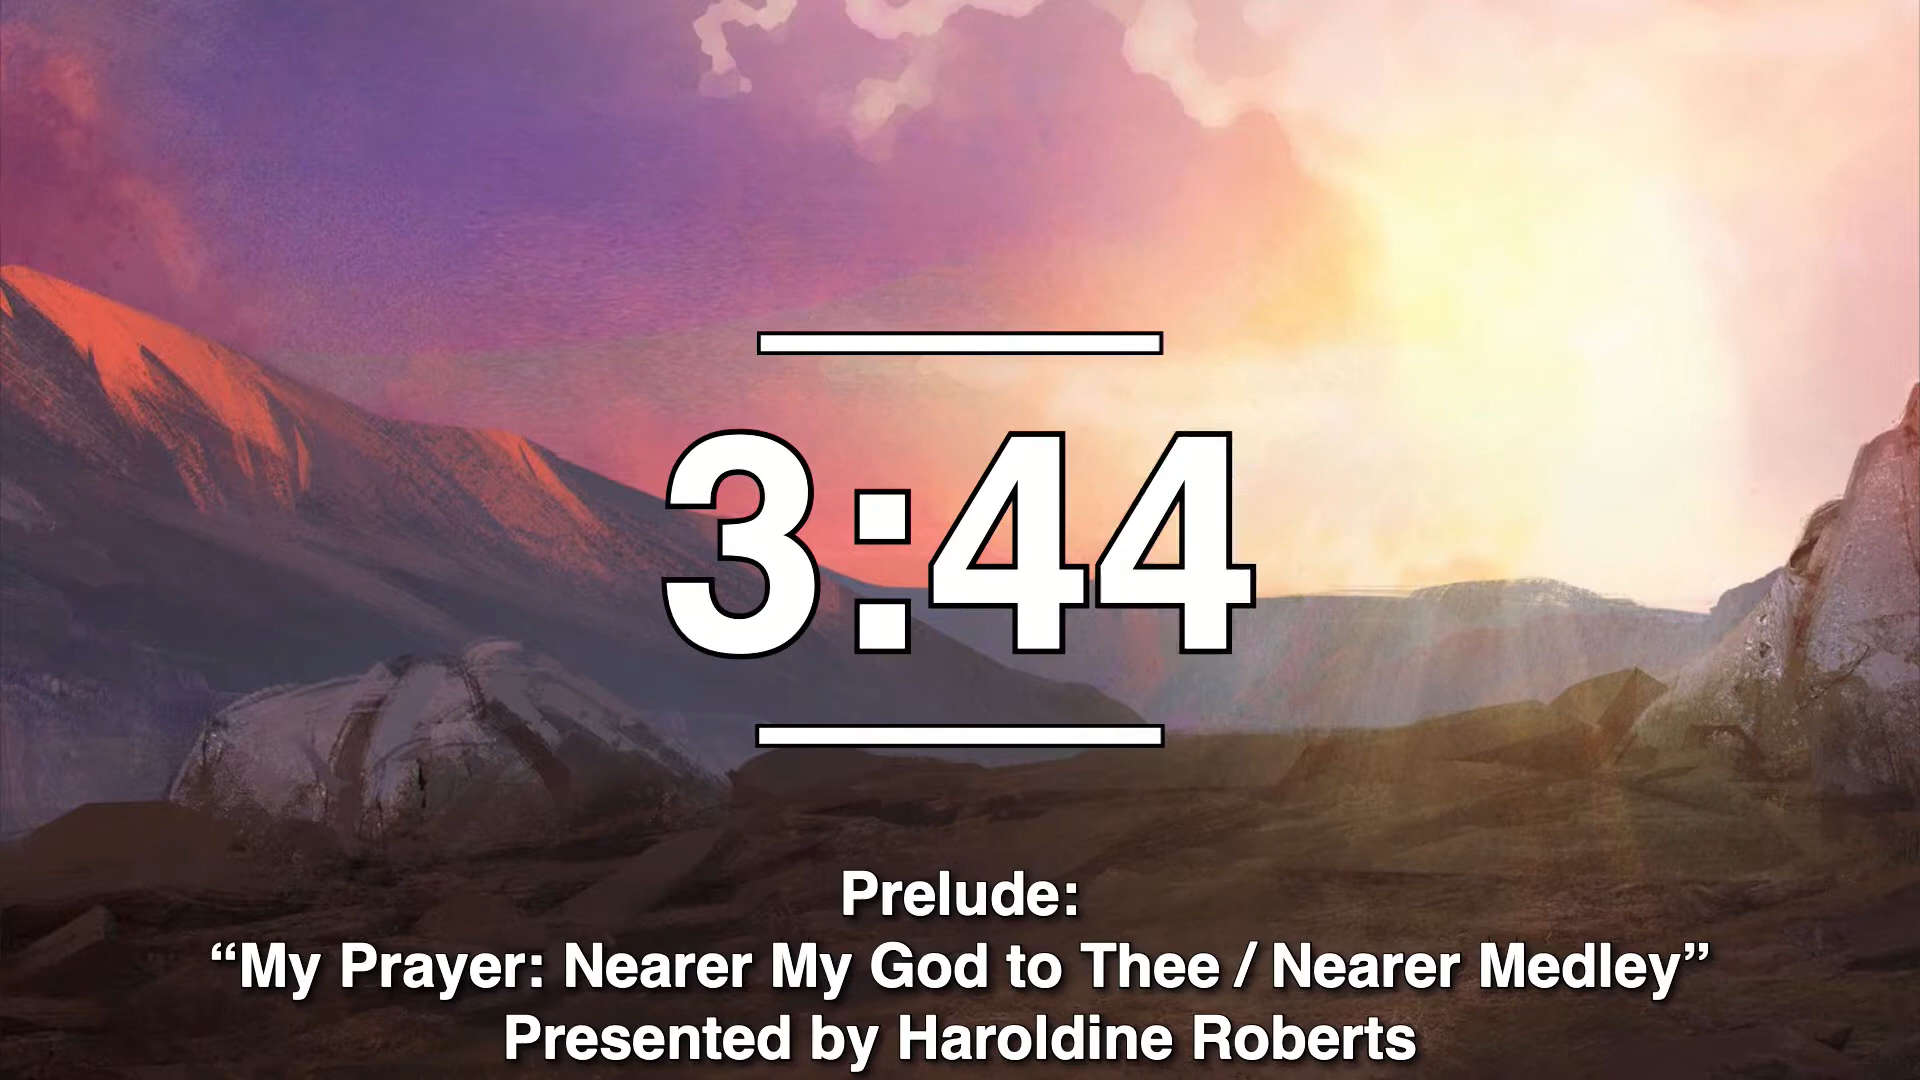 3:44
Prelude:
“My Prayer: Nearer My God to Thee / Nearer Medley”
Presented by Haroldine Roberts